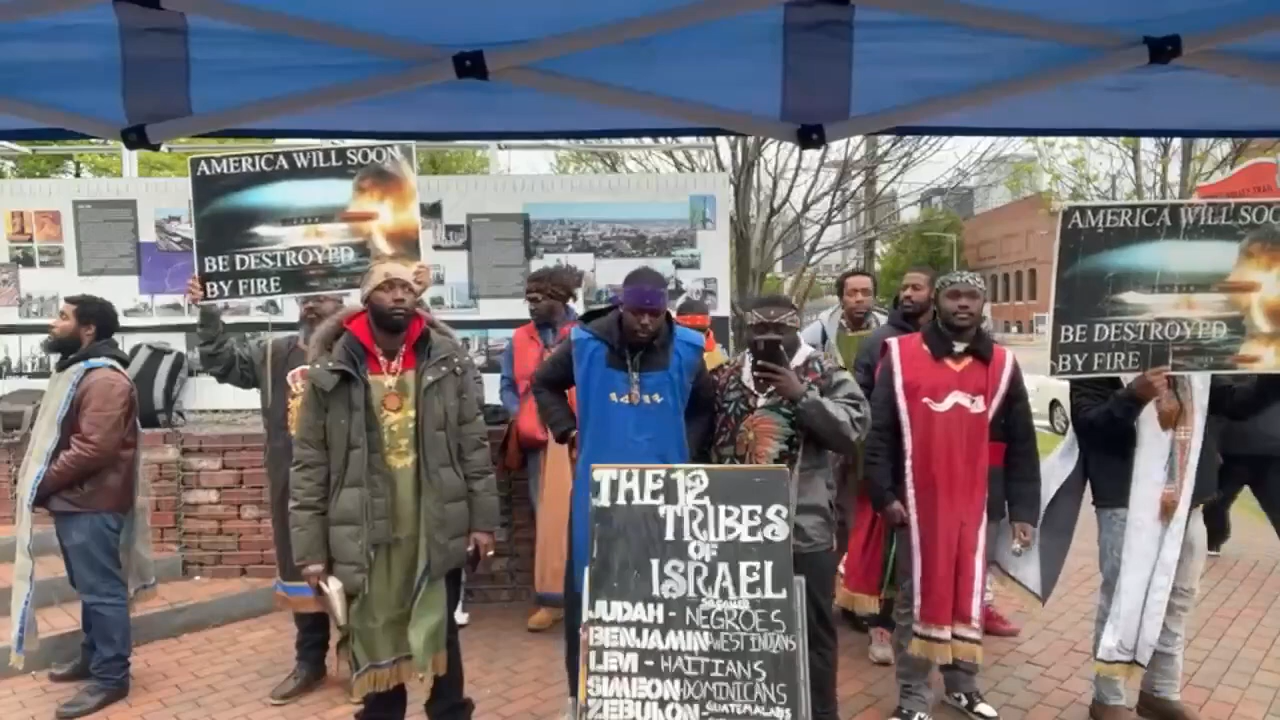 AMERICA WILL SOON
BE DESTROYED
BY FIRE
AMERICA WILL SOO
BE DESTROYED
BY FIRE
THE 12
TRIBES
OF
ISRAEL
JUDAH - NEGROES
BENJAMIN - WEST INDIANS
LEVI - HAITIANS
SIMEON - DOMINICANS
ZEBULON - GUATEMALANS